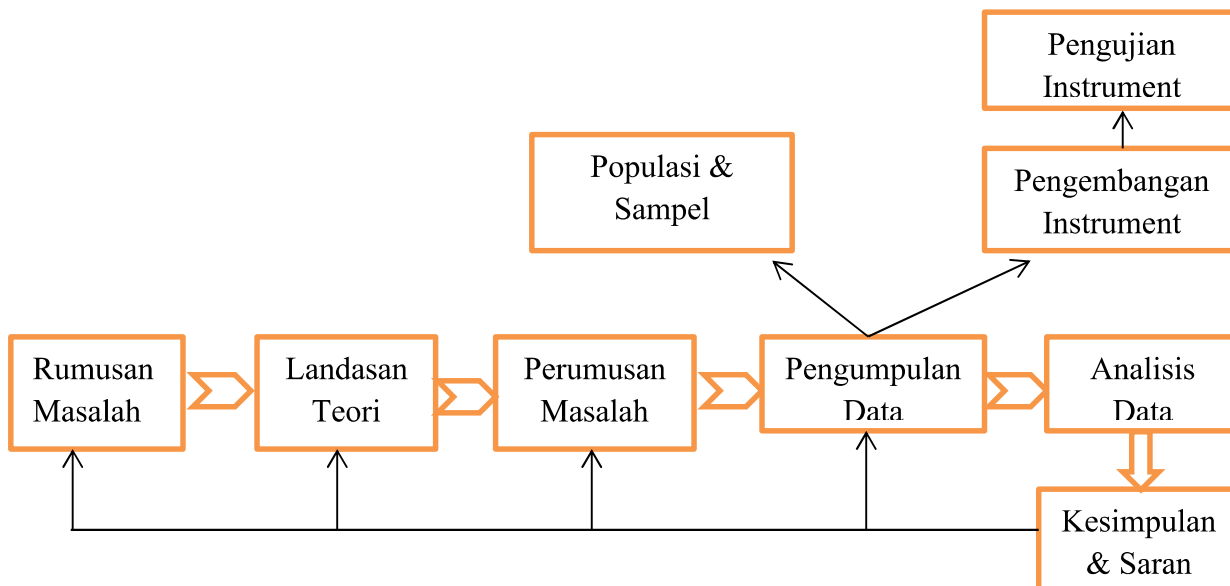 Pengujian
Instrument
Populasi &
Sampel
Pengembangan
Instrument
Rumusan
Masalah
Landasan
Teori
Perumusan
Masalah
Pengumpulan
Data
Analisis
Data
Kesimpulan
& Saran